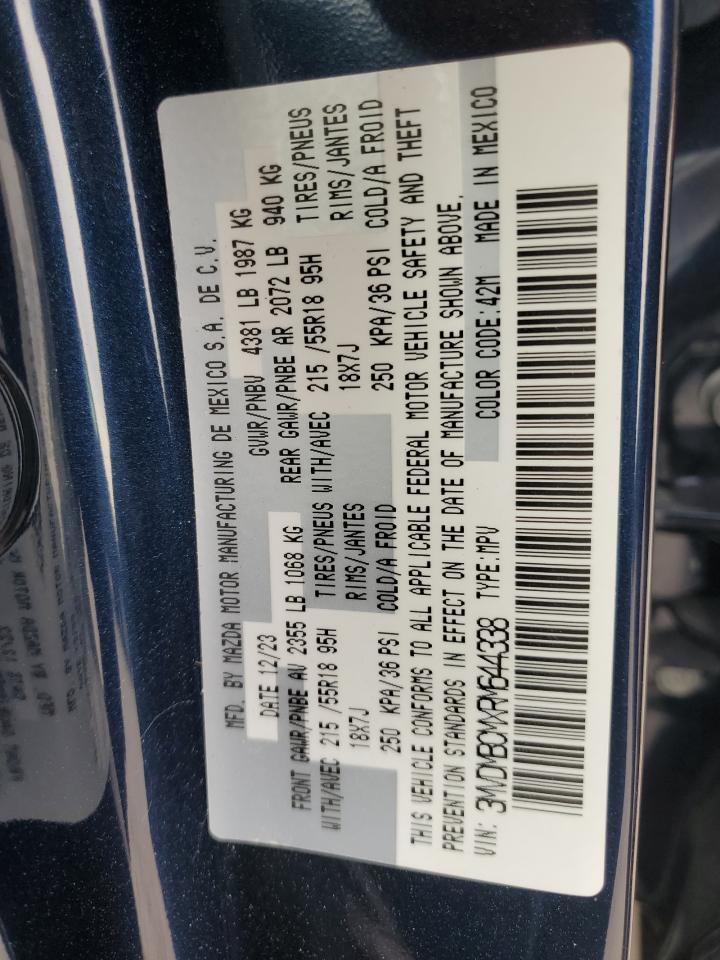 MFD. BY MAZDA MOTOR MANUFACTURING DE MEXICO S.A. DE C.V.
DATE 12/23 GVWR/PNBV 4381 LB 1987 KG
FRONT GAWR/PNBE AV 2355 LB 1068 KG REAR GAWR/PNBE AR 2072 LB 940 KG
WITH/AVEC 215 /55R18 95H TIRES/PNEUS WITH/AVEC 215 /55R18 95H TIRES/PNEUS
18X7J RIMS/JANTES 18X7J RIMS/JANTES
250 KPA/36 PSI COLD/A FROID 250 KPA/36 PSI COLD/A FROID
THIS VEHICLE CONFORMS TO ALL APPLICABLE FEDERAL MOTOR VEHICLE SAFETY AND THEFT
PREVENTION STANDARDS IN EFFECT ON THE DATE OF MANUFACTURE SHOWN ABOVE.
VIN: 3MVDMBCMXRM644338 TYPE:MPV COLOR CODE:42M MADE IN MEXICO